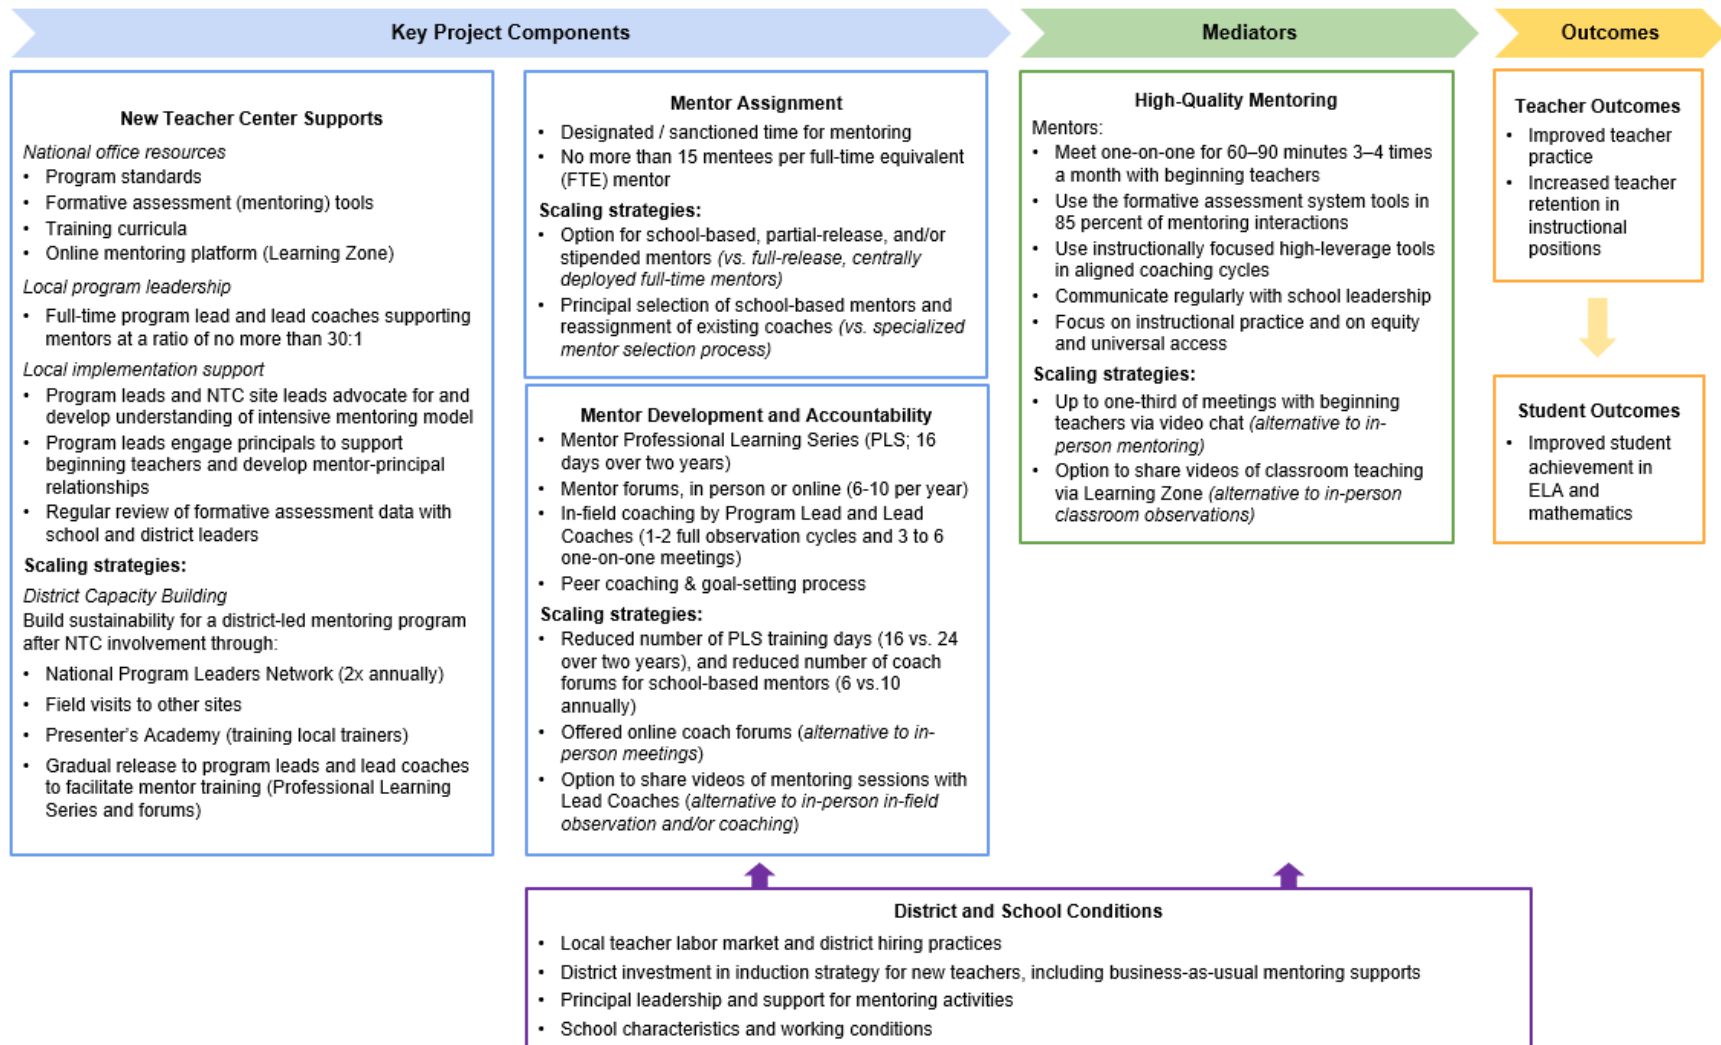 Key Project Components
Mediators
Outcomes
New Teacher Center Supports
National office resources
• Program standards
• Formative assessment (mentoring) tools
• Training curricula
• Online mentoring platform (Learning Zone)
Local program leadership
• Full-time program lead and lead coaches supporting
mentors at a ratio of no more than 30:1
Local implementation support
• Program leads and NTC site leads advocate for and
develop understanding of intensive mentoring model
• Program leads engage principals to support
beginning teachers and develop mentor-principal
relationships
• Regular review of formative assessment data with
school and district leaders
Scaling strategies:
District Capacity Building
Build sustainability for a district-led mentoring program
after NTC involvement through:
• National Program Leaders Network (2x annually)
• Field visits to other sites
• Presenter’s Academy (training local trainers)
• Gradual release to program leads and lead coaches
to facilitate mentor training (Professional Learning
Series and forums)
Mentor Assignment
• Designated / sanctioned time for mentoring
• No more than 15 mentees per full-time equivalent
(FTE) mentor
Scaling strategies:
• Option for school-based, partial-release, and/or
stipended mentors (vs. full-release, centrally
deployed full-time mentors)
• Principal selection of school-based mentors and
reassignment of existing coaches (vs. specialized
mentor selection process)
Mentor Development and Accountability
• Mentor Professional Learning Series (PLS; 16
days over two years)
• Mentor forums, in person or online (6-10 per year)
• In-field coaching by Program Lead and Lead
Coaches (1-2 full observation cycles and 3 to 6
one-on-one meetings)
• Peer coaching & goal-setting process
Scaling strategies:
• Reduced number of PLS training days (16 vs. 24
over two years), and reduced number of coach
forums for school-based mentors (6 vs.10
annually)
• Offered online coach forums (alternative to in-
person meetings)
• Option to share videos of mentoring sessions with
Lead Coaches (alternative to in-person in-field
observation and/or coaching)
High-Quality Mentoring
Mentors:
• Meet one-on-one for 60–90 minutes 3–4 times
a month with beginning teachers
• Use the formative assessment system tools in
85 percent of mentoring interactions
• Use instructionally focused high-leverage tools
in aligned coaching cycles
• Communicate regularly with school leadership
• Focus on instructional practice and on equity
and universal access
Scaling strategies:
• Up to one-third of meetings with beginning
teachers via video chat (alternative to in-
person mentoring)
• Option to share videos of classroom teaching
via Learning Zone (alternative to in-person
classroom observations)
Teacher Outcomes
• Improved teacher
practice
• Increased teacher
retention in
instructional
positions
Student Outcomes
• Improved student
achievement in
ELA and
mathematics
District and School Conditions
• Local teacher labor market and district hiring practices
• District investment in induction strategy for new teachers, including business-as-usual mentoring supports
• Principal leadership and support for mentoring activities
• School characteristics and working conditions